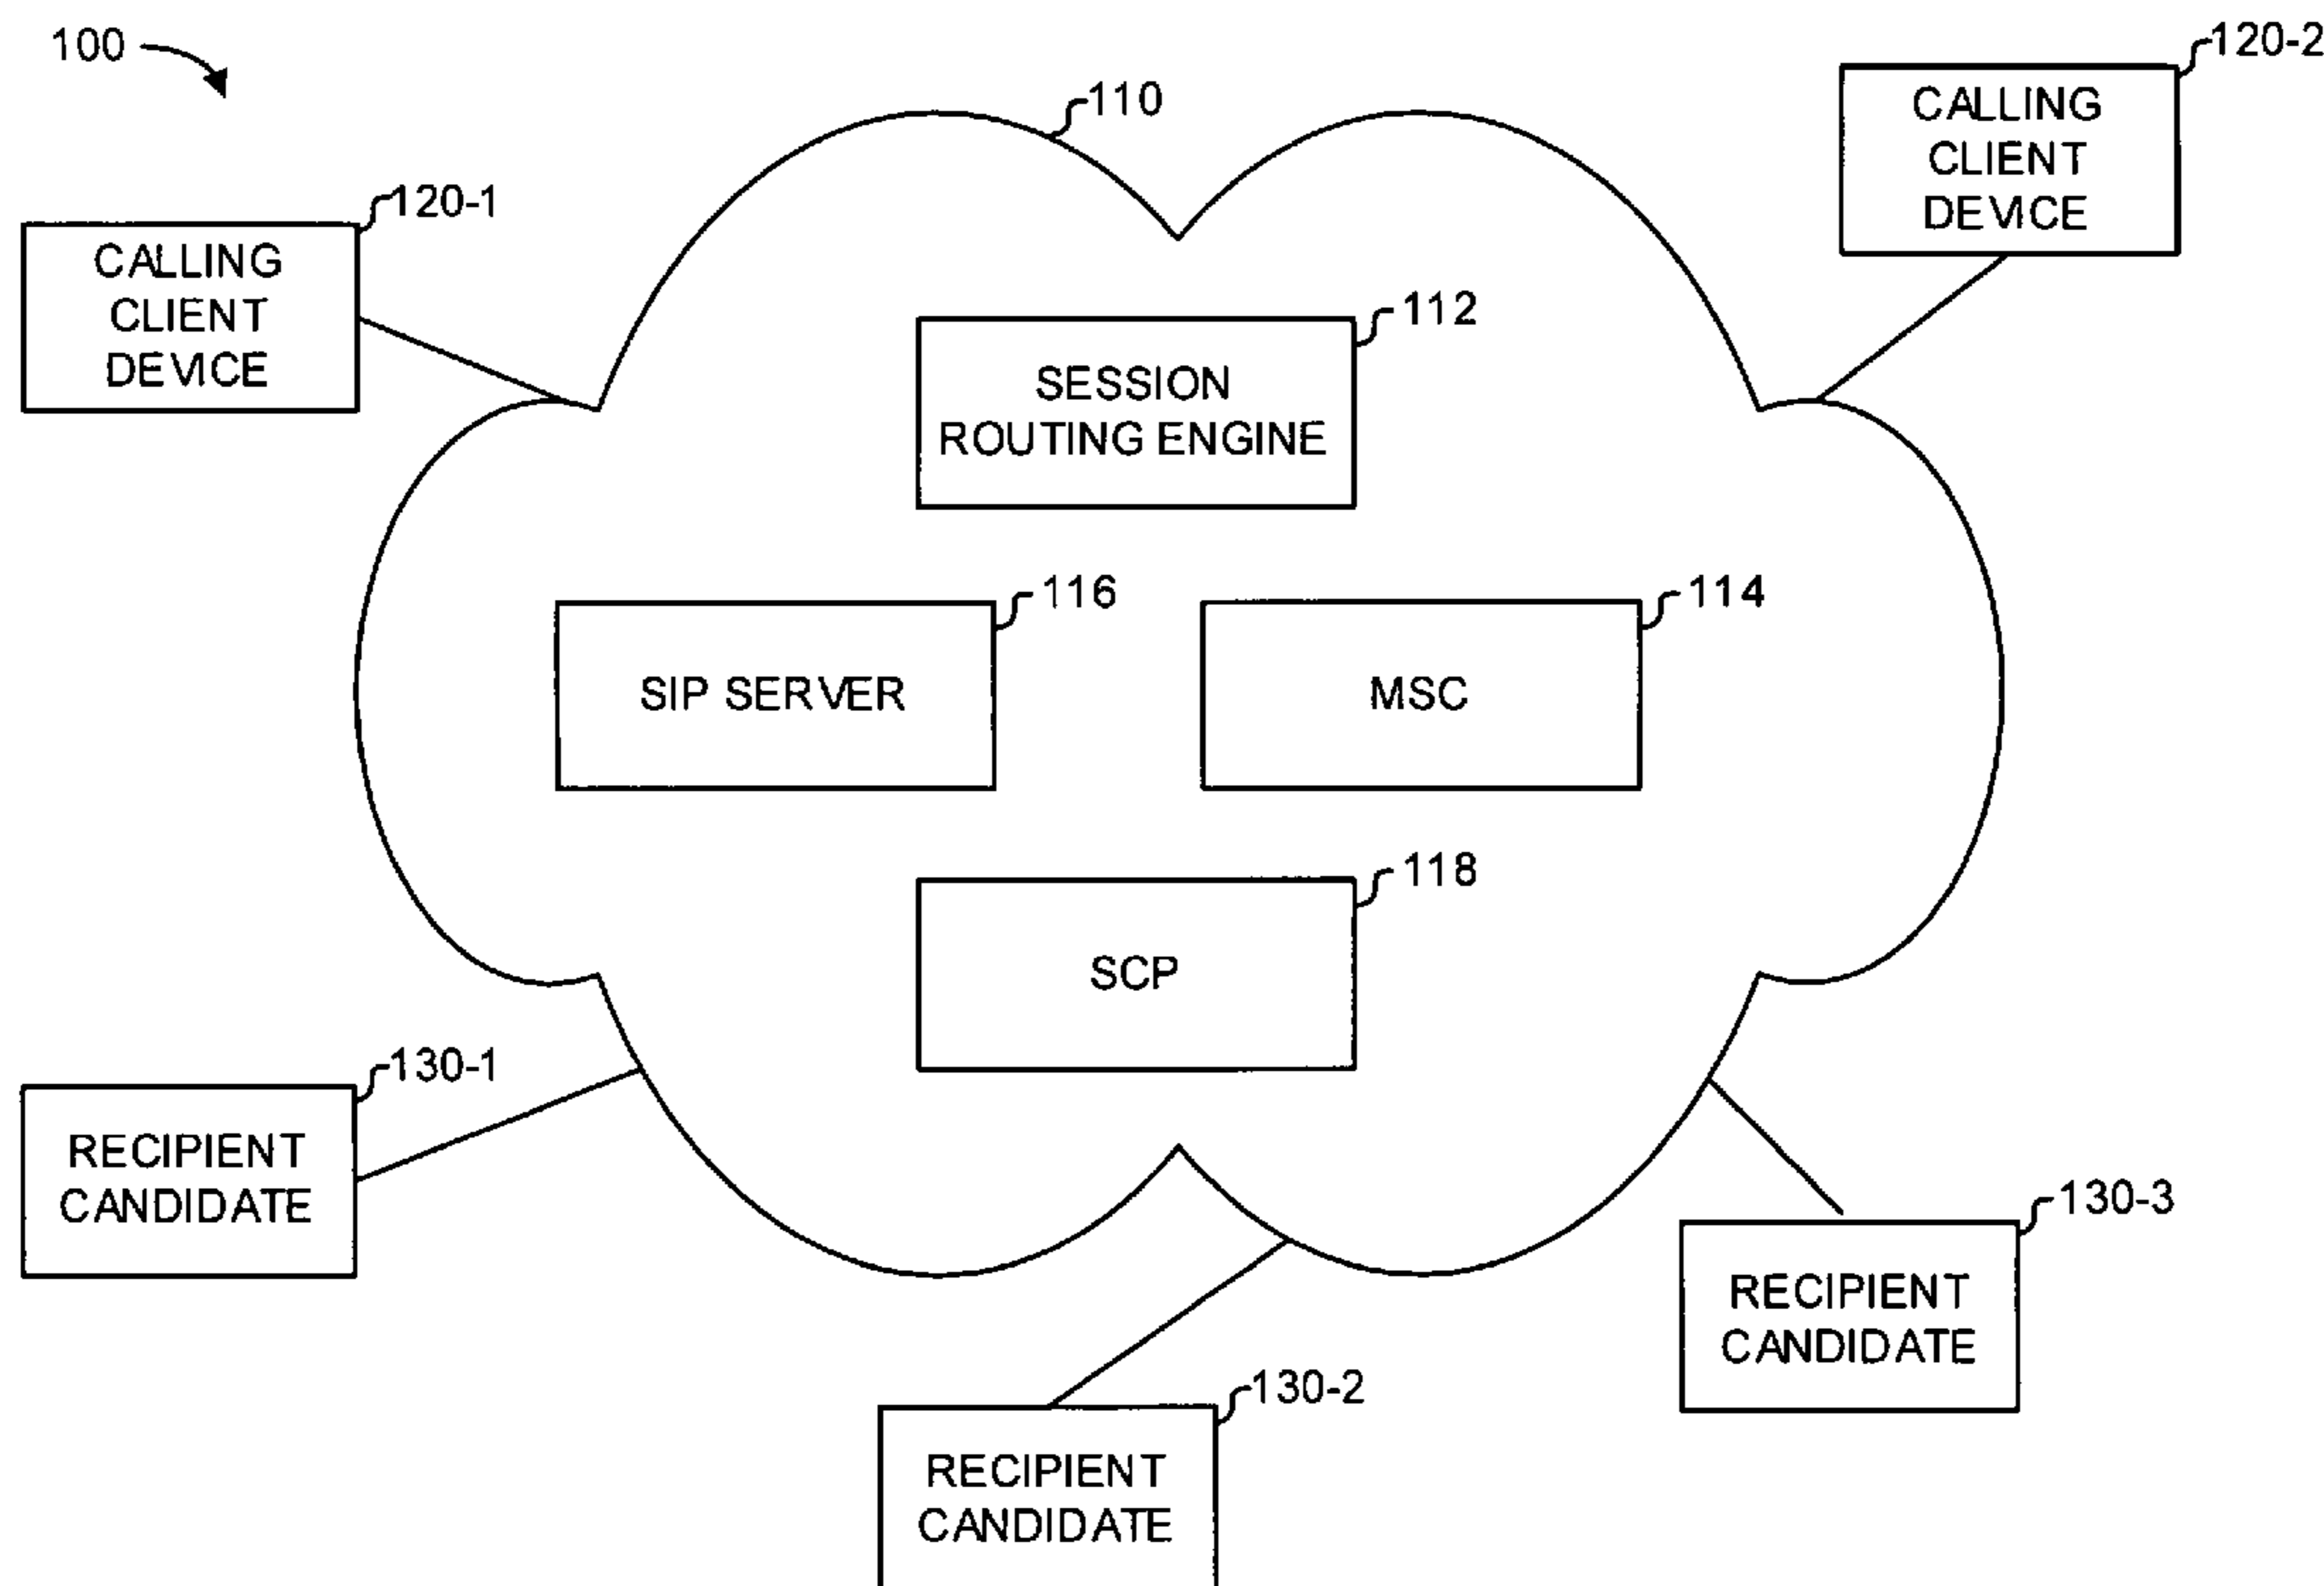 100
120-2
CALLING
CLIENT
DEVICE
110
120-1
CALLING
CLIENT
DEVICE
112
SESSION
ROUTING ENGINE
116
SIP SERVER
114
MSC
118
SCP
130-1
RECIPIENT
CANDIDATE
130-3
RECIPIENT
CANDIDATE
130-2
RECIPIENT
CANDIDATE